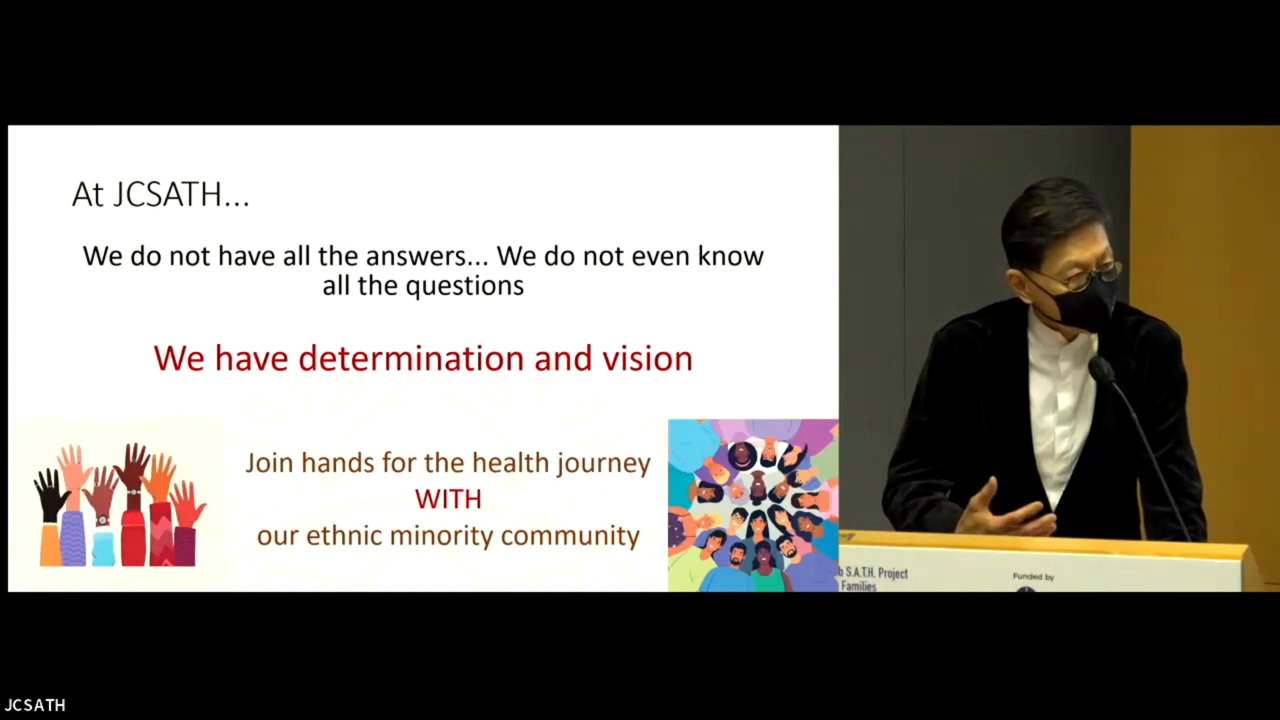 At JCSATH...
We do not have all the answers... We do not even know
all the questions
We have determination and vision
Join hands for the health journey
WITH
our ethnic minority community
S.A.T.H. Project
Families
Funded by
JCSATH